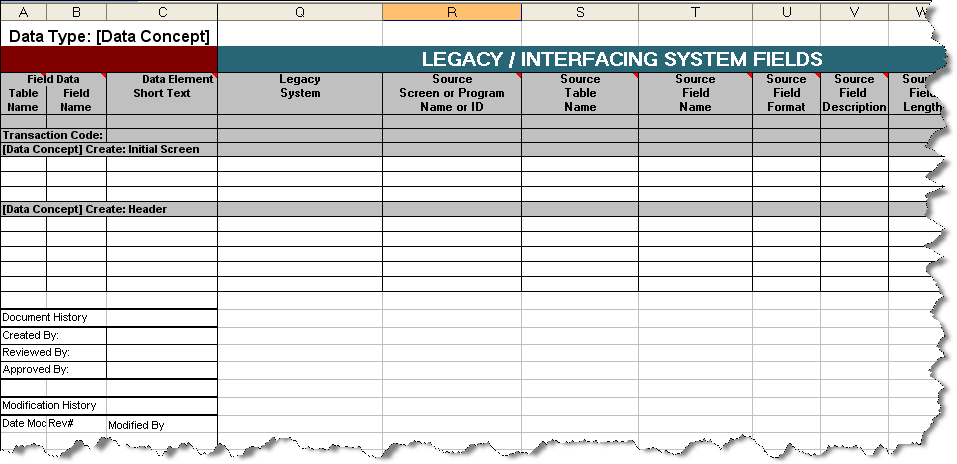 A B C Q R S T U V W
Data Type: [Data Concept]
LEGACY / INTERFACING SYSTEM FIELDS
Field Data Data Element Legacy Source Source Source Source Source
Table Field Short Text System Screen or Program Table Field Field Field
Name Name Name or ID Name Name Format Description Length
Transaction Code:
[Data Concept] Create: Initial Screen
[Data Concept] Create: Header
Document History
Created By:
Reviewed By:
Approved By:
Modification History
Date Moc Rev# Modified By